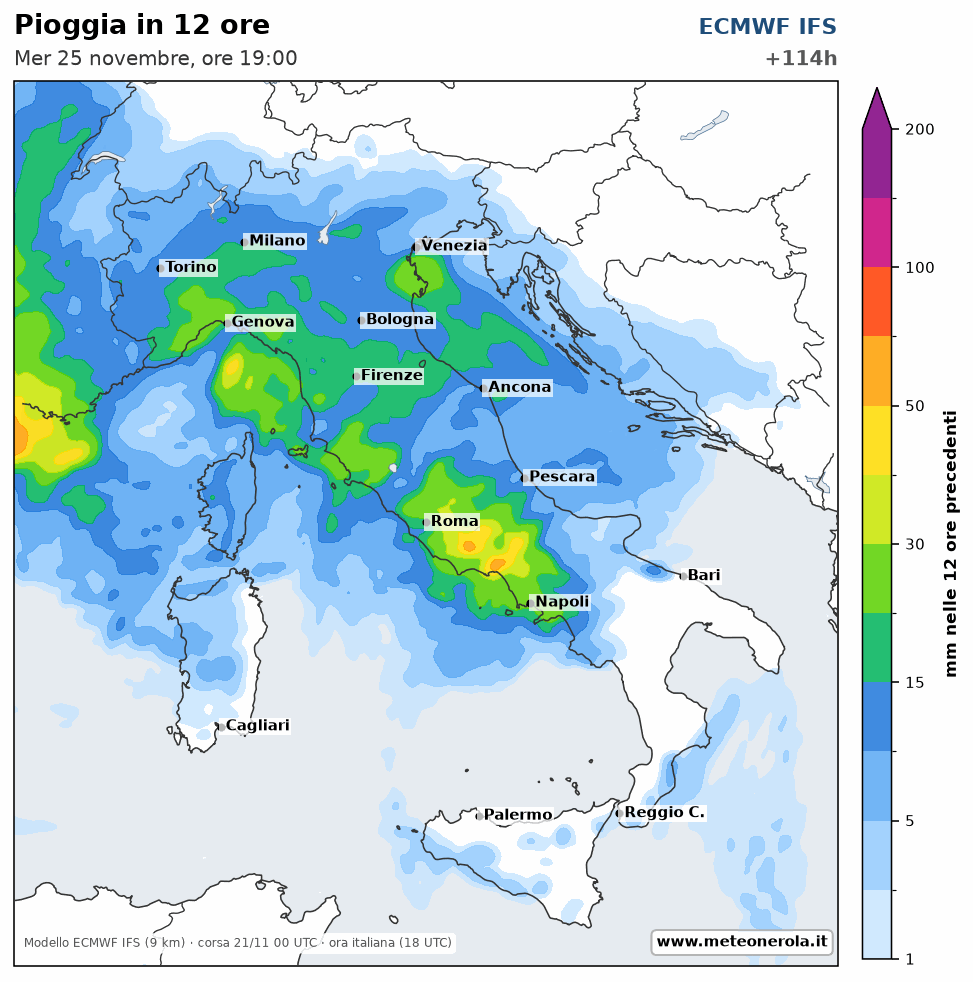 Pioggia in 12 ore
ECMWF IFS
Mer 25 novembre, ore 19:00
+114h
200
100
50
30
15
5
1
mm nelle 12 ore precedenti
Milano
Venezia
Torino
Genova
Bologna
Firenze
Ancona
Pescara
Roma
Bari
Napoli
Cagliari
Palermo
Reggio C.
Modello ECMWF IFS (9 km) · corsa 21/11 00 UTC · ora italiana (18 UTC)
www.meteonerola.it